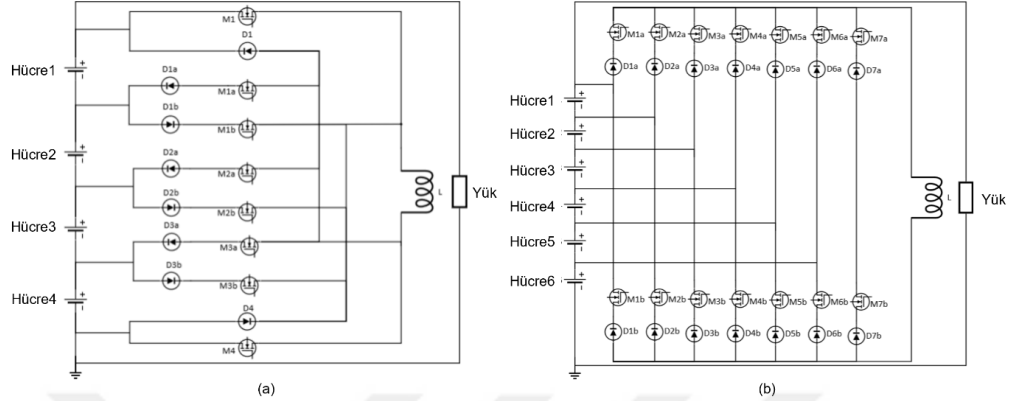 M1
D1
Hücre1
D1a
M1a
D1b
M1b
Hücre2
D2a
M2a
D2b
M2b
Hücre3
D3a
M3a
D3b
M3b
Hücre4
D4
M4
L
Yük
(a)
M1a M2a M3a M4a M5a M6a M7a
D1a D2a D3a D4a D5a D6a D7a
Hücre1
Hücre2
Hücre3
Hücre4
Hücre5
Hücre6
L
Yük
M1b M2b M3b M4b M5b M6b M7b
D1b D2b D3b D4b D5b D6b D7b
(b)